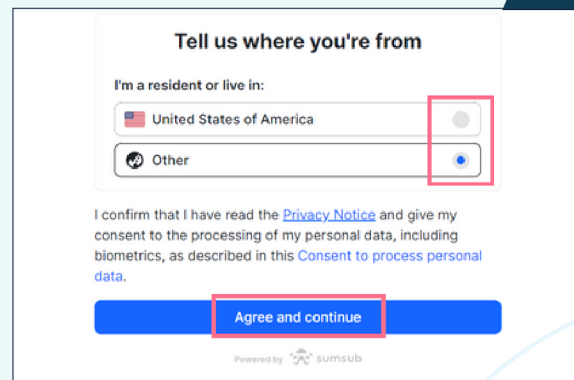 Tell us where you're from
I'm a resident or live in:
United States of America
Other
I confirm that I have read the Privacy Notice and give my
consent to the processing of my personal data, including
biometrics, as described in this Consent to process personal
data.
Agree and continue
Powered by sumsub